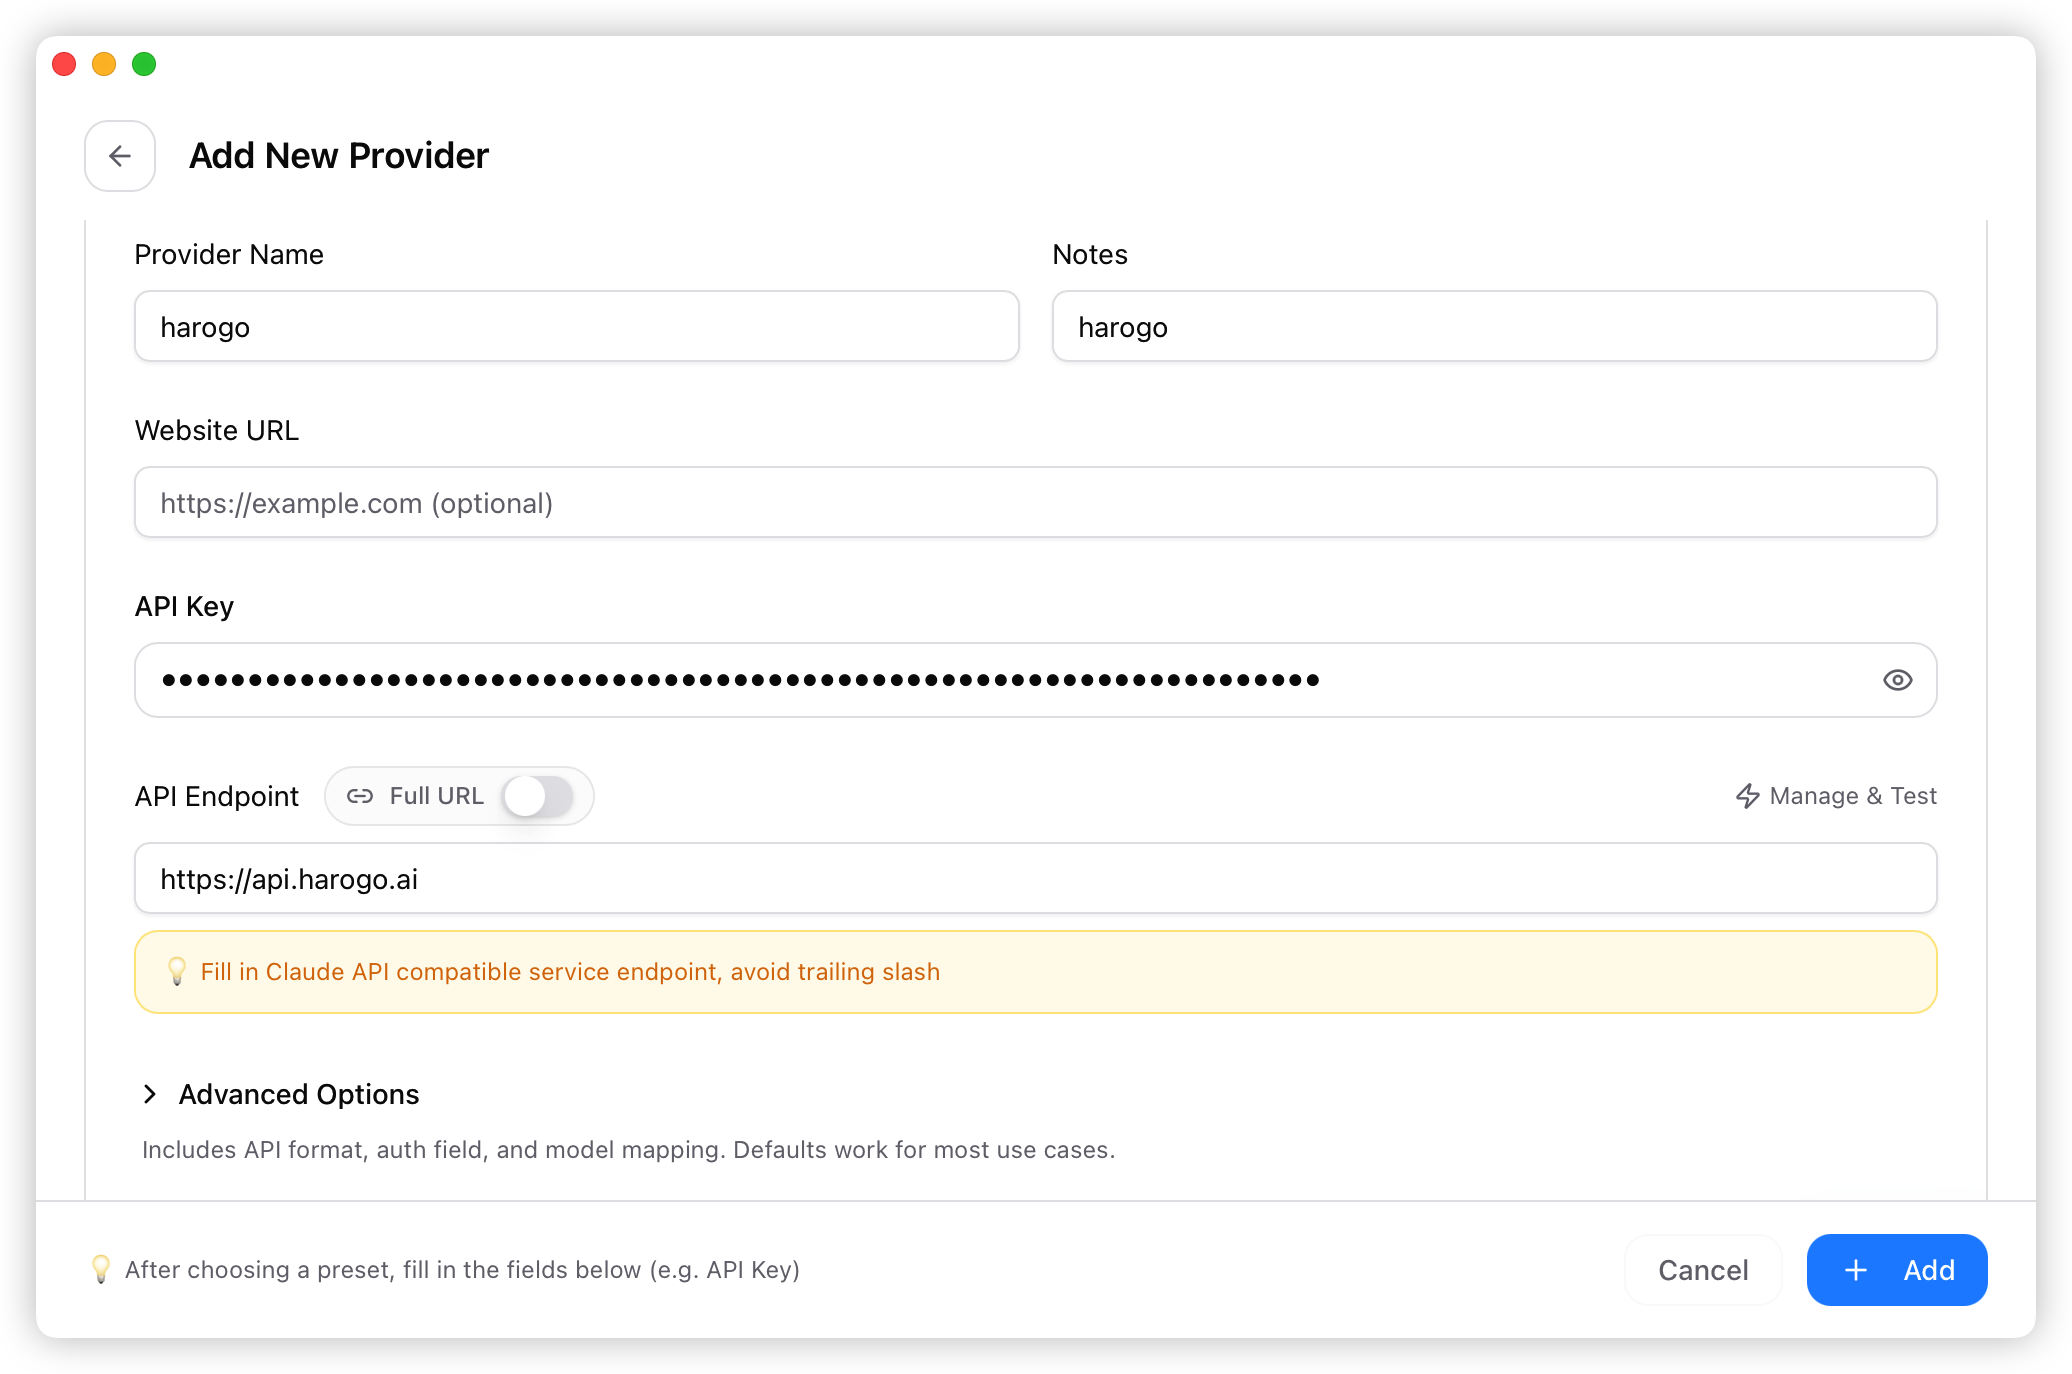 Add New Provider
Provider Name
Notes
harogo
harogo
Website URL
https://example.com (optional)
API Key
•••••••••••••••••••••••••••••••••••••••••••••••••••••••••••••••••••
API Endpoint
Full URL
Manage & Test
https://api.harogo.ai
💡 Fill in Claude API compatible service endpoint, avoid trailing slash
Advanced Options
Includes API format, auth field, and model mapping. Defaults work for most use cases.
💡 After choosing a preset, fill in the fields below (e.g. API Key)
Cancel
+ Add